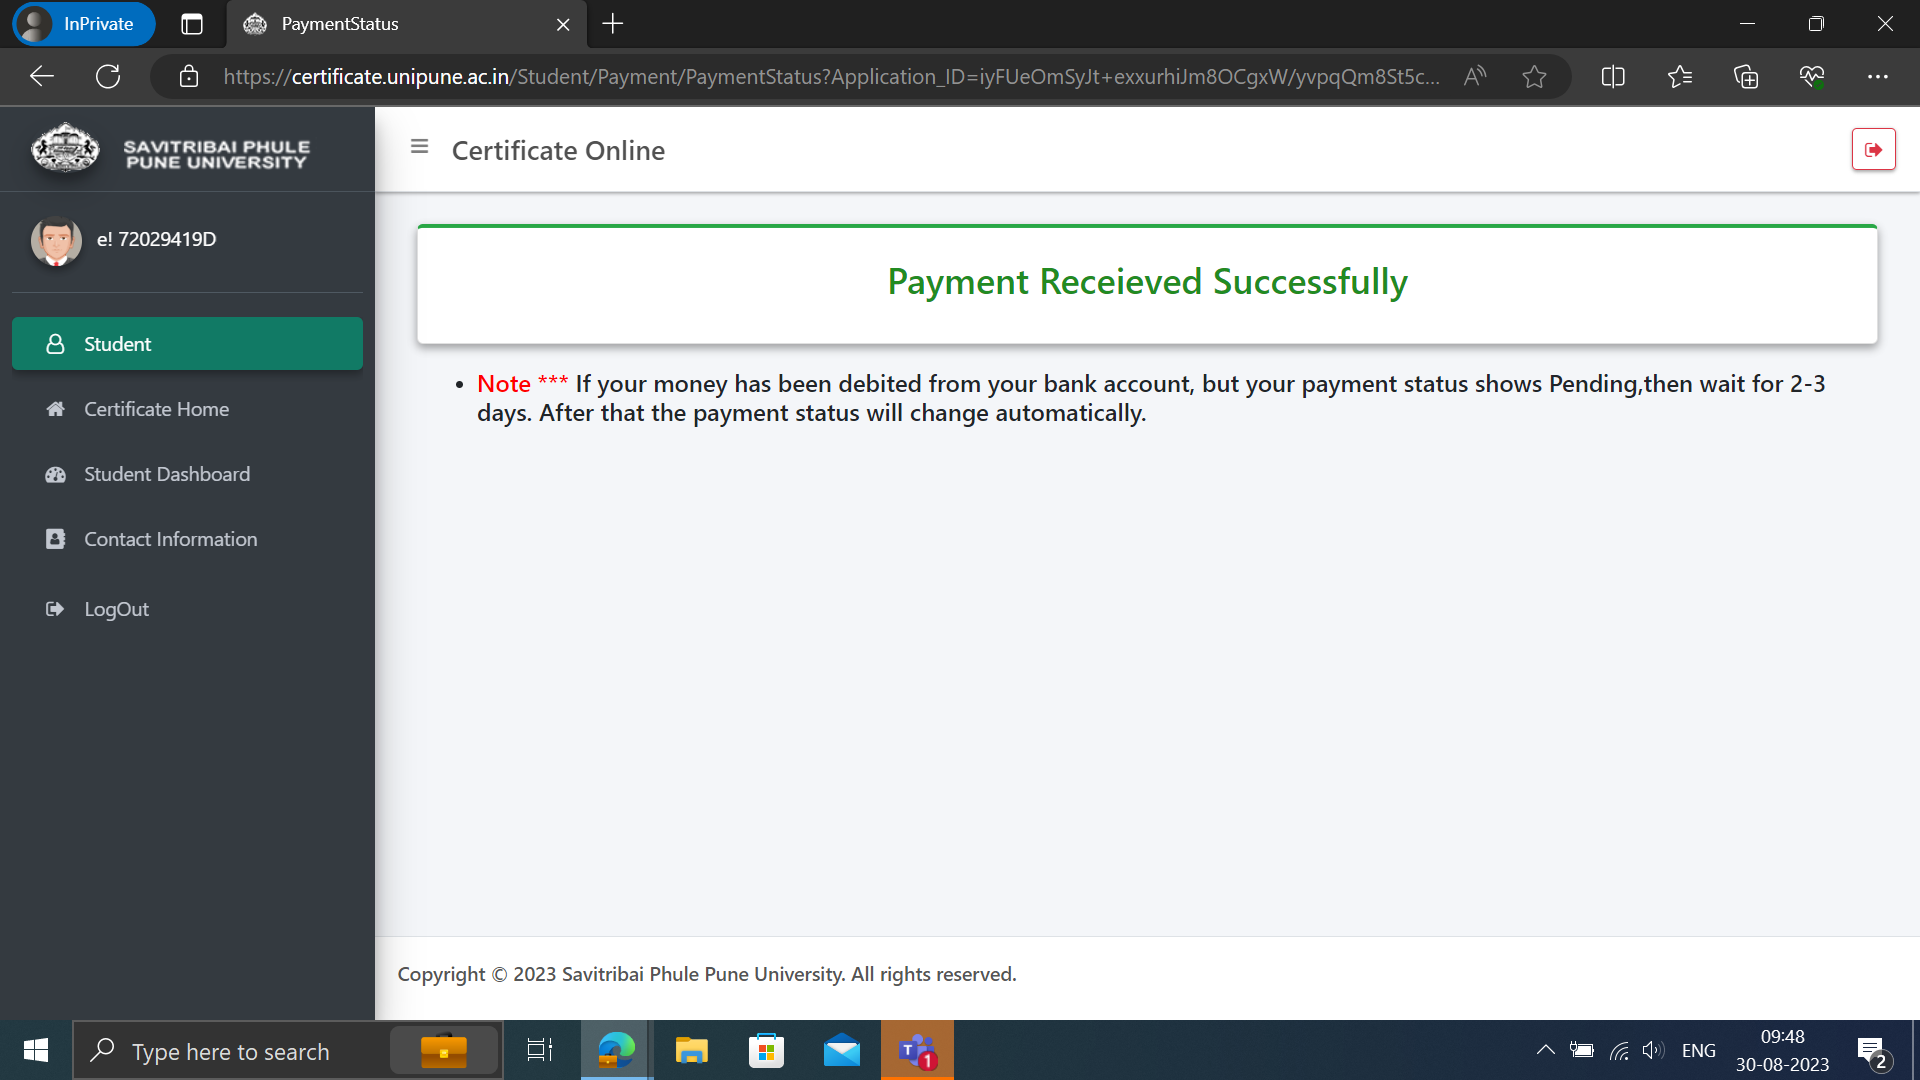 InPrivate
PaymentStatus
https://certificate.unipune.ac.in/Student/Payment/PaymentStatus?Application_ID=iyFUeOmSyJt+exxurhiJm8OCgxW/yvpqQm8St5c...
SAVITRIBAI PHULE
PUNE UNIVERSITY
Certificate Online
e! 72029419D
Student
Certificate Home
Student Dashboard
Contact Information
LogOut
Payment Receieved Successfully
• Note *** If your money has been debited from your bank account, but your payment status shows Pending,then wait for 2-3
days. After that the payment status will change automatically.
Copyright © 2023 Savitribai Phule Pune University. All rights reserved.
Type here to search
T
1
ENG
09:48
30-08-2023
2